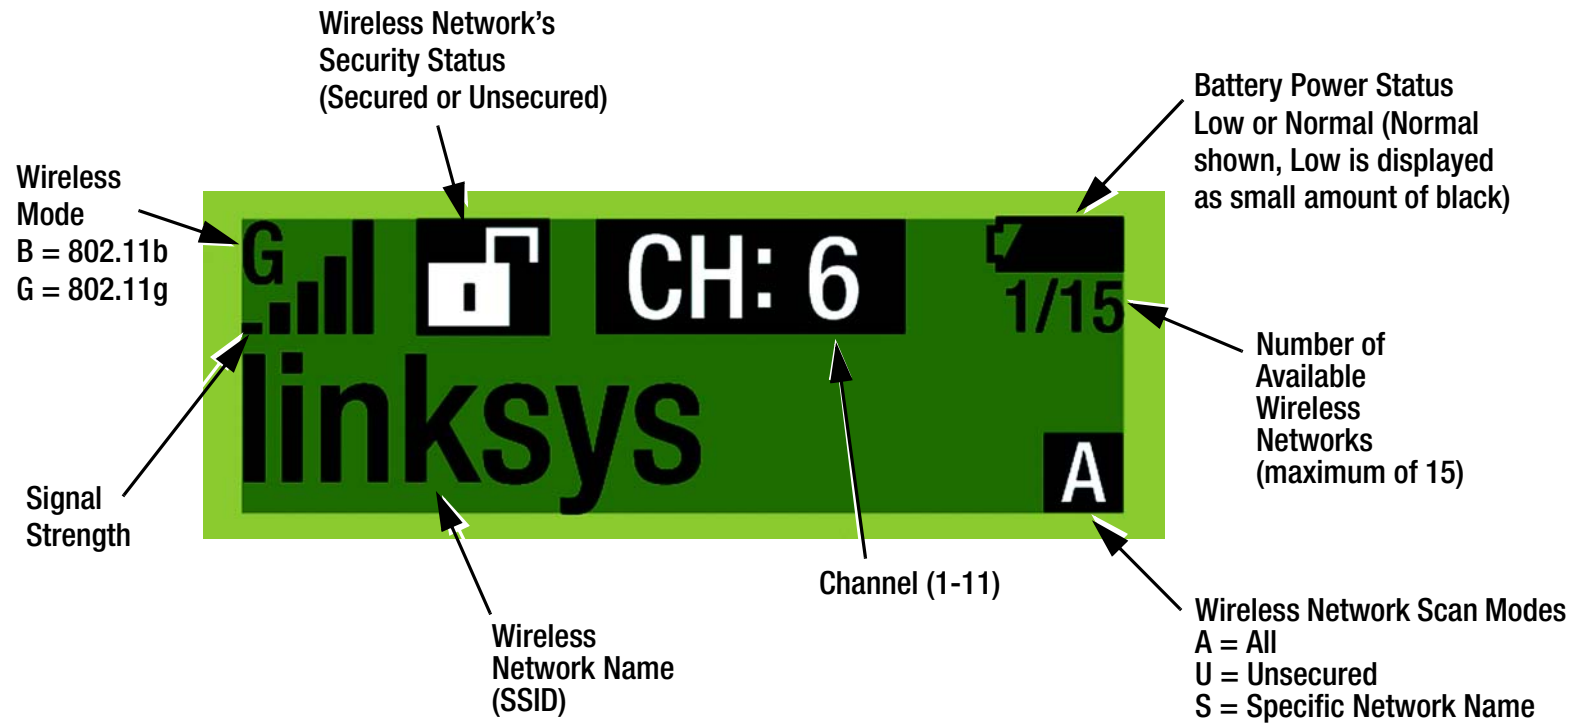 Wireless Network's
Security Status
(Secured or Unsecured)
Battery Power Status
Low or Normal (Normal
shown, Low is displayed
as small amount of black)
Wireless
Mode
B = 802.11b
G = 802.11g
G
CH: 6
1/15
linksys
A
Number of
Available
Wireless
Networks
(maximum of 15)
Signal
Strength
Channel (1-11)
Wireless
Network Name
(SSID)
Wireless Network Scan Modes
A = All
U = Unsecured
S = Specific Network Name